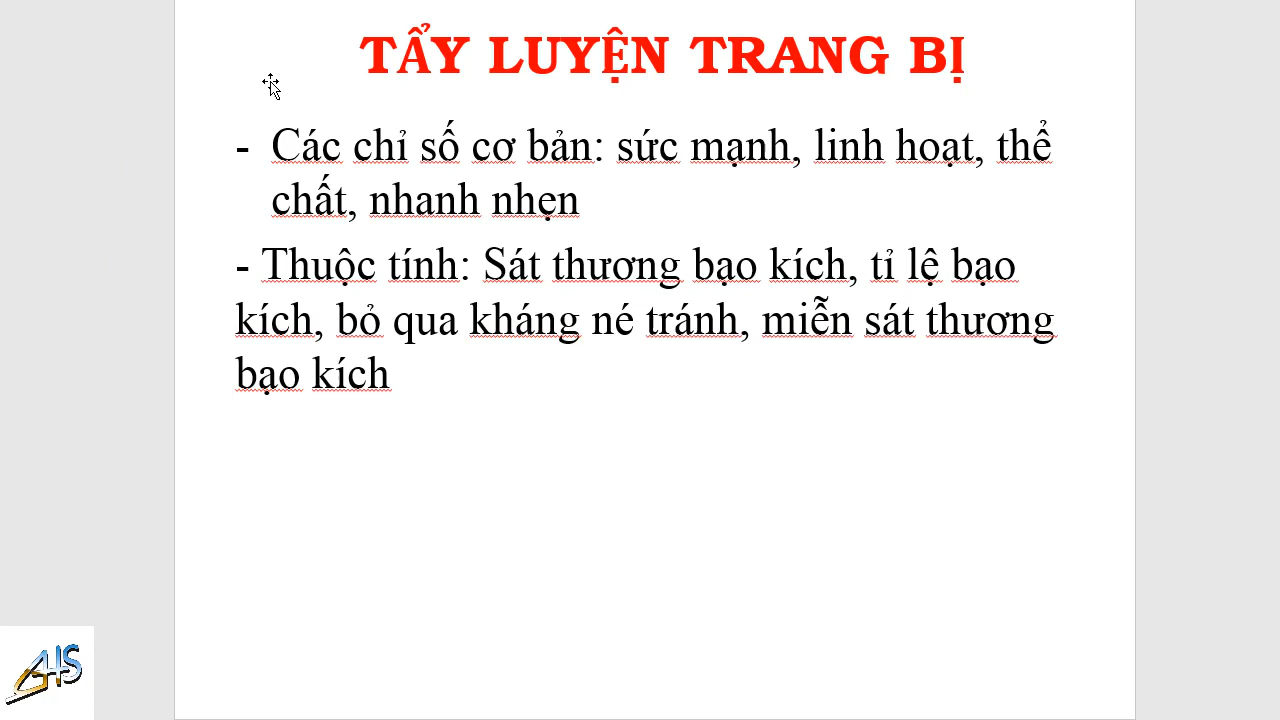 TẨY LUYỆN TRANG BỊ
- Các chỉ số cơ bản: sức mạnh, linh hoạt, thể
chất, nhanh nhẹn
- Thuộc tính: Sát thương bạo kích, tỉ lệ bạo
kích, bỏ qua kháng né tránh, miễn sát thương
bạo kích